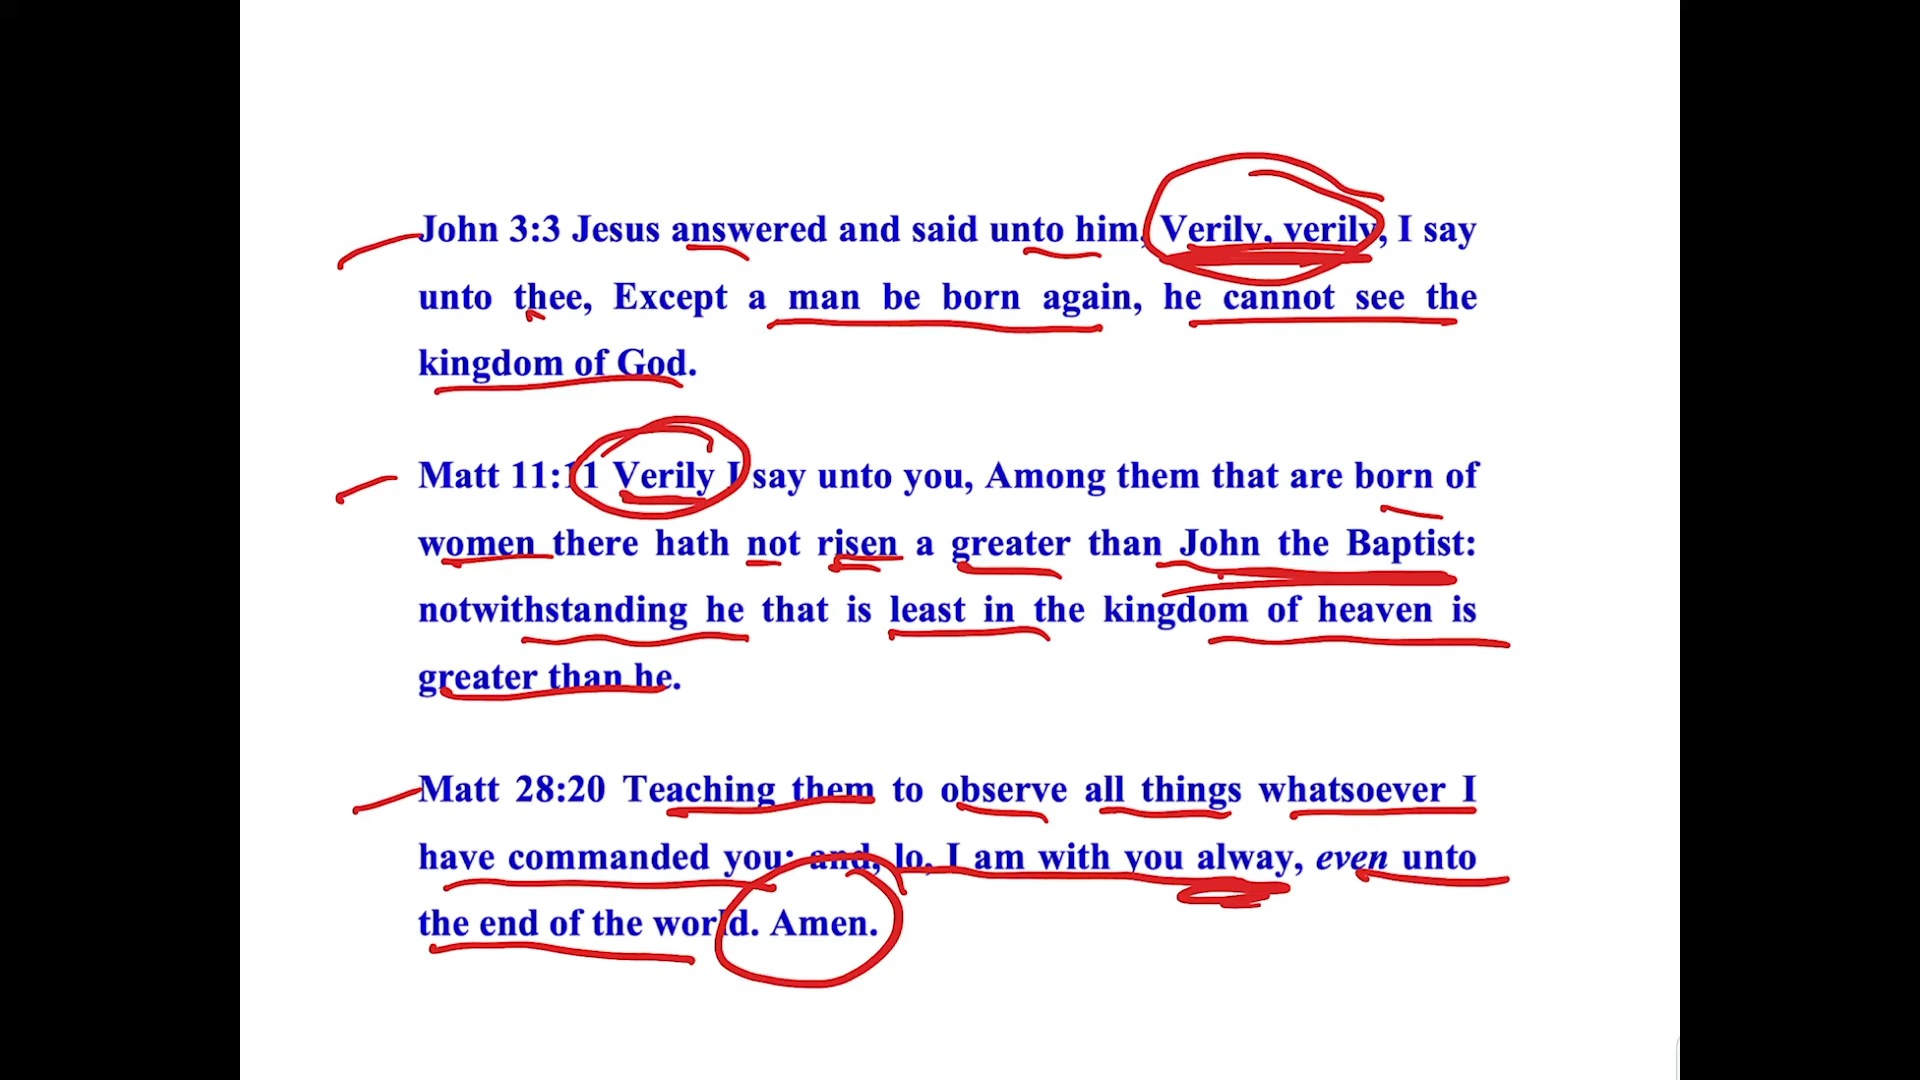 John 3:3 Jesus answered and said unto him, Verily, verily, I say
unto thee, Except a man be born again, he cannot see the
kingdom of God.
Matt 11:11 Verily I say unto you, Among them that are born of
women there hath not risen a greater than John the Baptist:
notwithstanding he that is least in the kingdom of heaven is
greater than he.
Matt 28:20 Teaching them to observe all things whatsoever I
have commanded you: and, lo, I am with you alway, even unto
the end of the world. Amen.